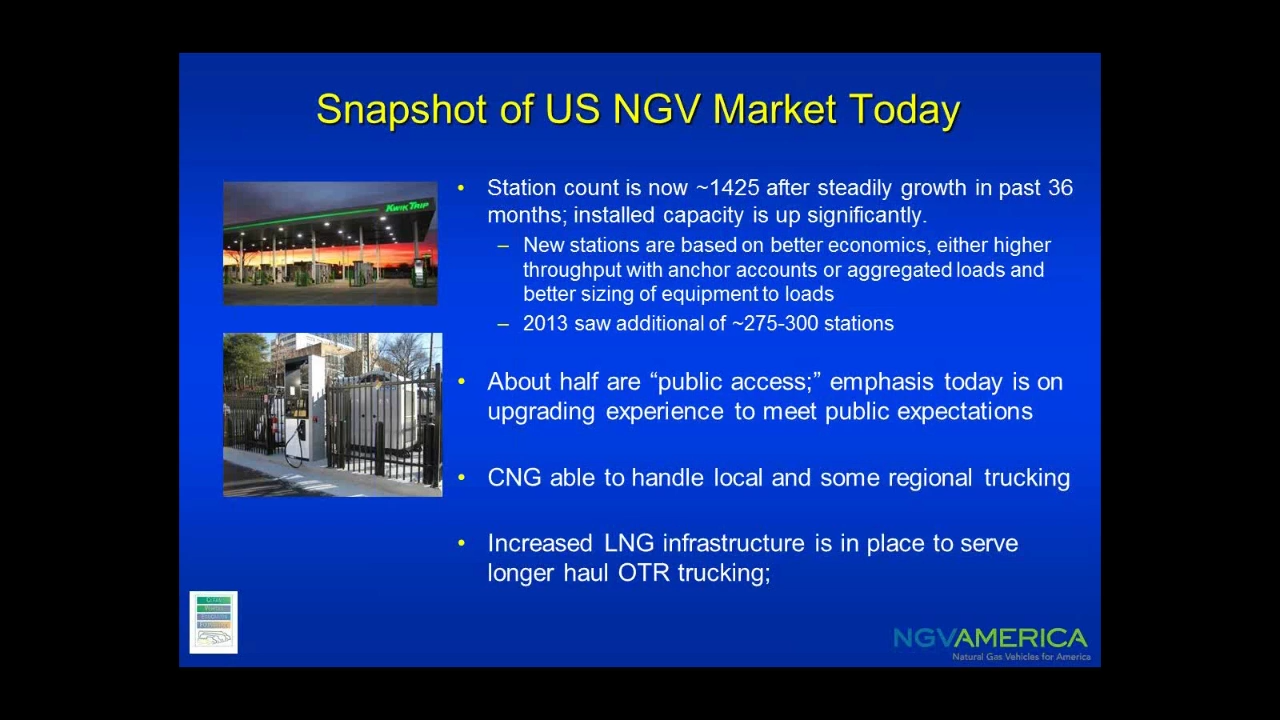 Snapshot of US NGV Market Today
KWIK TRIP
• Station count is now ~1425 after steadily growth in past 36
months; installed capacity is up significantly.
– New stations are based on better economics, either higher
throughput with anchor accounts or aggregated loads and
better sizing of equipment to loads
– 2013 saw additional of ~275-300 stations
• About half are “public access;” emphasis today is on
upgrading experience to meet public expectations
• CNG able to handle local and some regional trucking
• Increased LNG infrastructure is in place to serve
longer haul OTR trucking;
NGVAMERICA
Natural Gas Vehicles for America